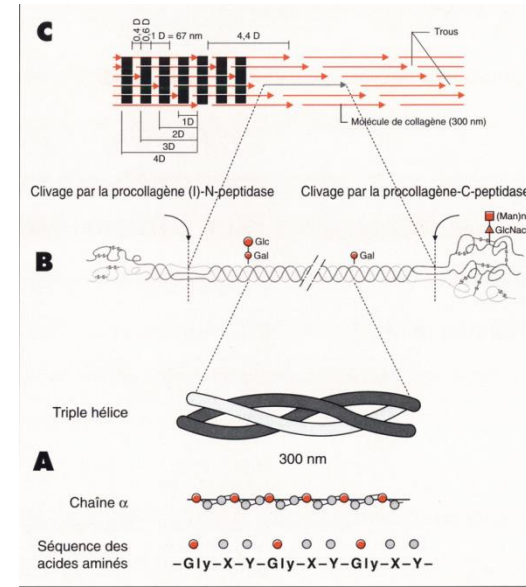 C
0,4 D
0,6 D
1 D = 67 nm
4,4 D
Trous
1D
2D
3D
4D
Molécule de collagène (300 nm)
Clivage par la procollagène (I)-N-peptidase
Clivage par la procollagène-C-peptidase
(Man)n
GlcNac
Glc
Gal
Gal
B
Triple hélice
A
300 nm
Chaîne α
Séquence des
acides aminés
–Gly–X–Y–Gly–X–Y–Gly–X–Y–